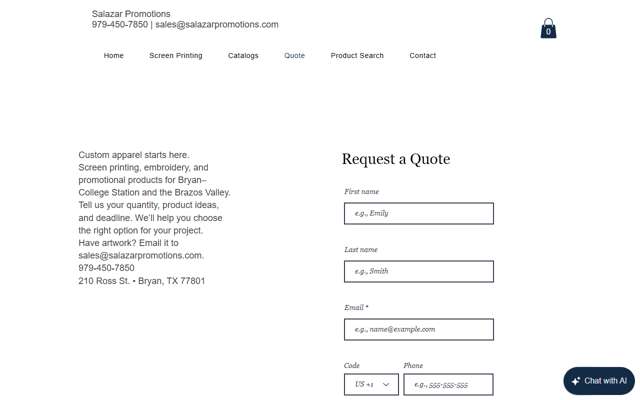 Salazar Promotions
979-450-7850 | sales@salazarpromotions.com
0
Home
Screen Printing
Catalogs
Quote
Product Search
Contact
Custom apparel starts here.
Screen printing, embroidery, and
promotional products for Bryan–
College Station and the Brazos Valley.
Tell us your quantity, product ideas,
and deadline. We'll help you choose
the right option for your project.
Have artwork? Email it to
sales@salazarpromotions.com.
979-450-7850
210 Ross St. • Bryan, TX 77801
Request a Quote
First name
e.g., Emily
Last name
e.g., Smith
Email *
e.g., name@example.com
Code
Phone
US +1
e.g., 555-555-555
Chat with AI